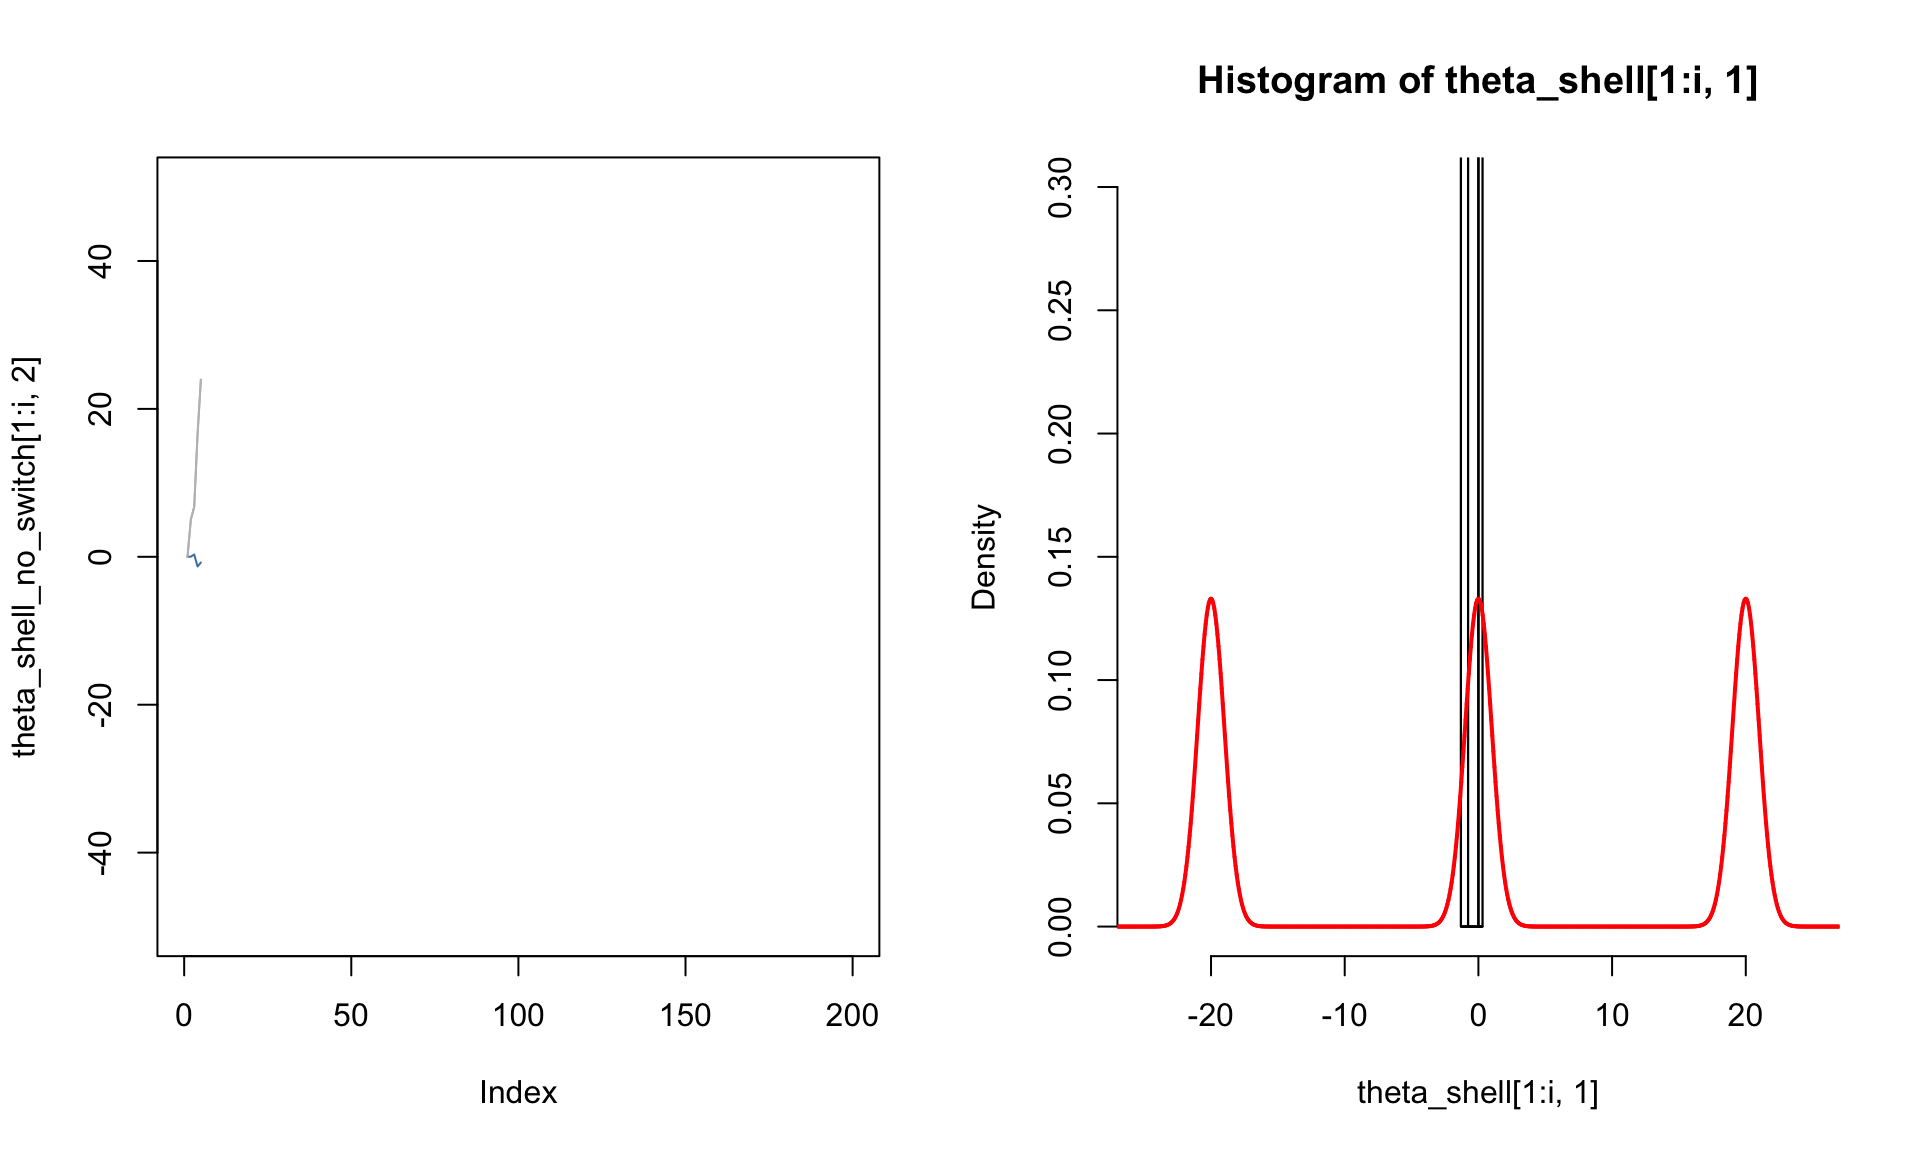 theta_shell_no_switch[1:i, 2]
40
20
0
-20
-40
0 50 100 150 200
Index
Histogram of theta_shell[1:i, 1]
Density
0.30
0.25
0.20
0.15
0.10
0.05
0.00
-20 -10 0 10 20
theta_shell[1:i, 1]